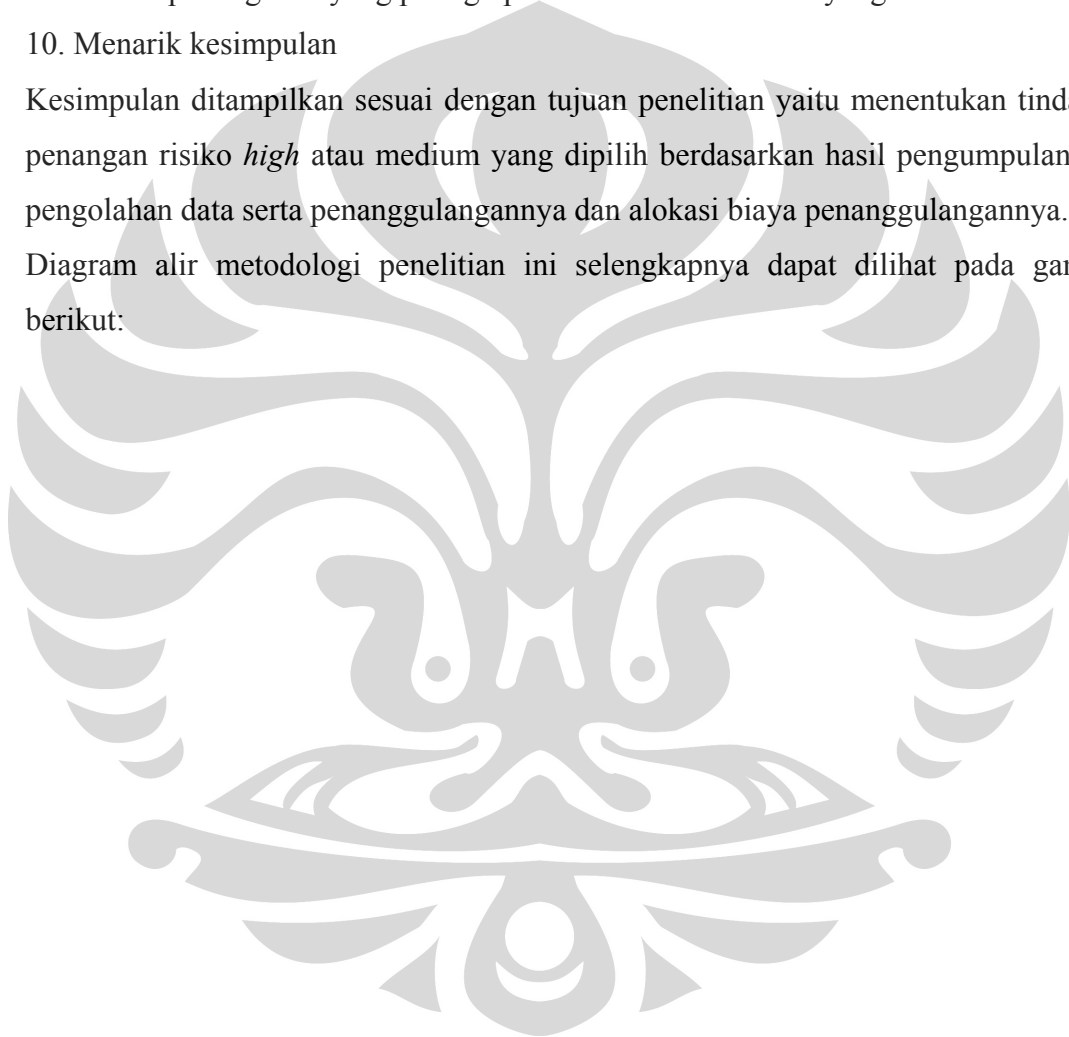 10. Menarik kesimpulan
Kesimpulan ditampilkan sesuai dengan tujuan penelitian yaitu menentukan tinda
penangan risiko high atau medium yang dipilih berdasarkan hasil pengumpulan
pengolahan data serta penanggulangannya dan alokasi biaya penanggulangannya.
Diagram alir metodologi penelitian ini selengkapnya dapat dilihat pada gam
berikut: